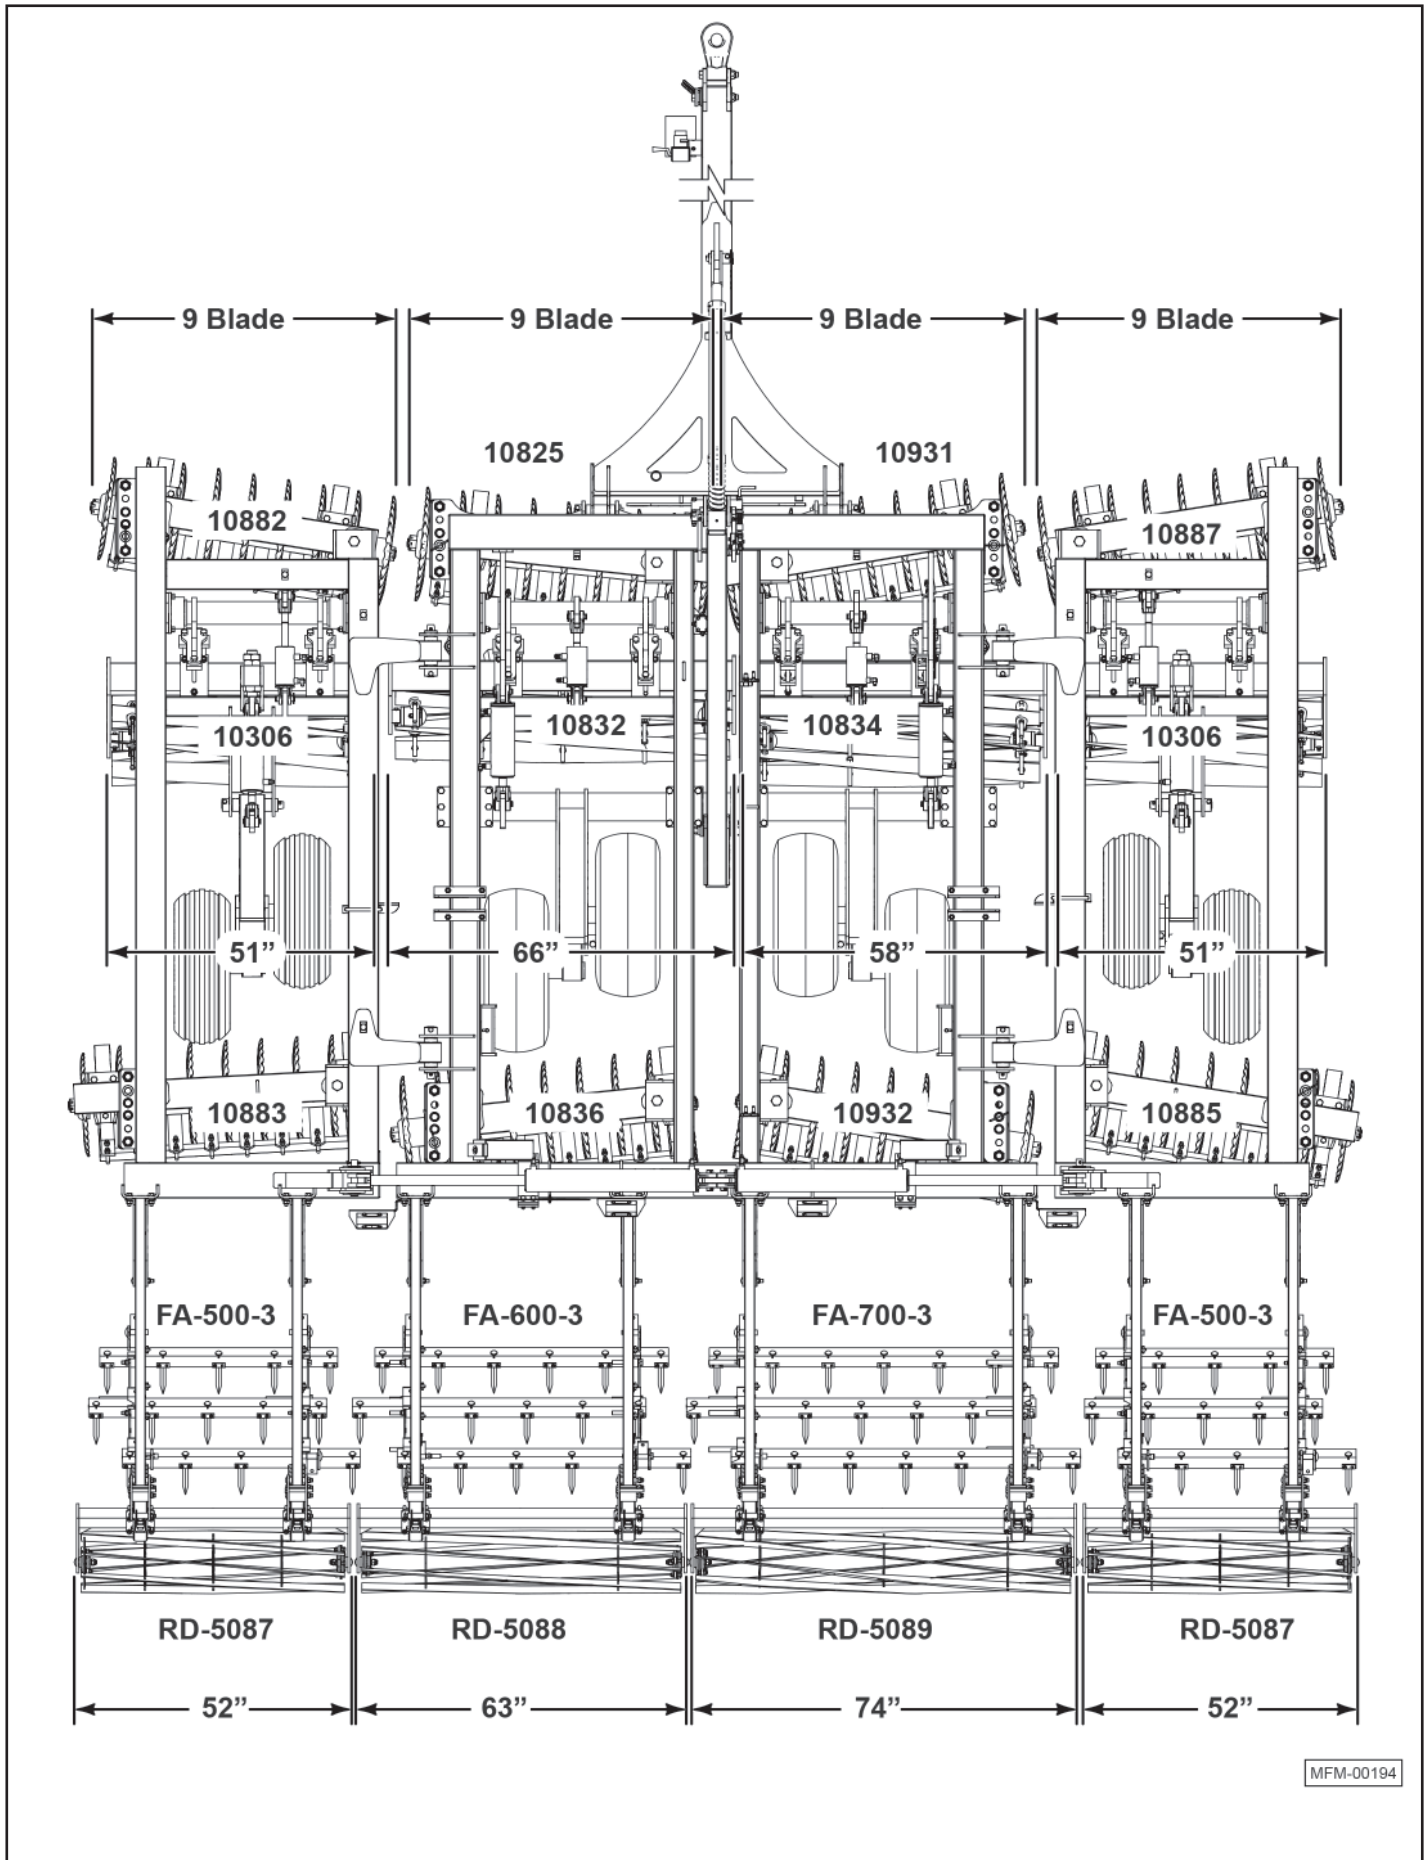 9 Blade 9 Blade 9 Blade 9 Blade
10825 10931
10882 10887
10306 10832 10834 10306
51” 66” 58” 51”
10883 10836 10932 10885
FA-500-3 FA-600-3 FA-700-3 FA-500-3
RD-5087 RD-5088 RD-5089 RD-5087
52” 63” 74” 52”
MFM-00194